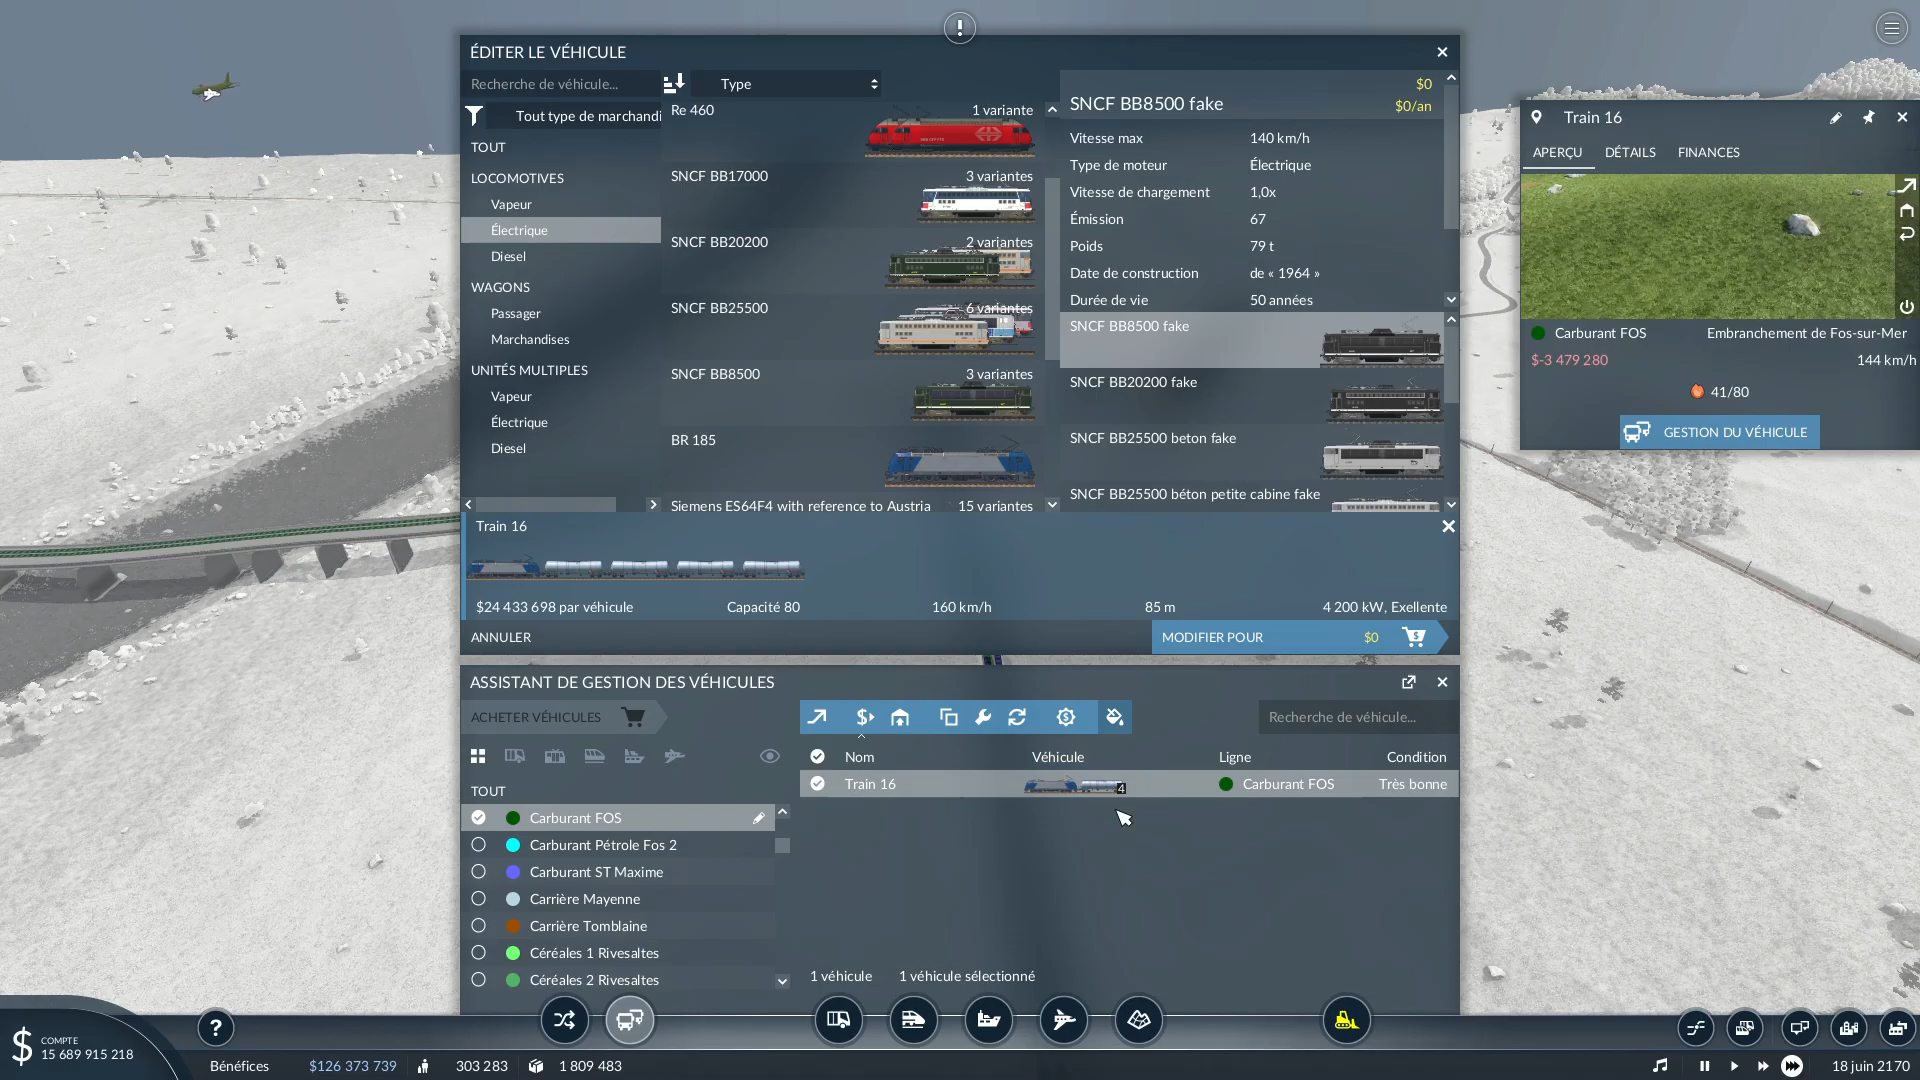 ÉDITER LE VÉHICULE
Recherche de véhicule...
Type
Tout type de marchandi
TOUT
LOCOMOTIVES
Vapeur
Électrique
Diesel
WAGONS
Passager
Marchandises
UNITÉS MULTIPLES
Vapeur
Électrique
Diesel
Re 460 1 variante
SNCF BB17000 3 variantes
SNCF BB20200 2 variantes
SNCF BB25500 6 variantes
SNCF BB8500 3 variantes
BR 185
Siemens ES64F4 with reference to Austria 15 variantes
$0
SNCF BB8500 fake $0/an
Vitesse max 140 km/h
Type de moteur Électrique
Vitesse de chargement 1,0x
Émission 67
Poids 79 t
Date de construction de « 1964 »
Durée de vie 50 années
SNCF BB8500 fake
SNCF BB20200 fake
SNCF BB25500 beton fake
SNCF BB25500 béton petite cabine fake
Train 16
$24 433 698 par véhicule Capacité 80 160 km/h 85 m 4 200 kW, Exellente
ANNULER MODIFIER POUR $0
Train 16
APERÇU DÉTAILS FINANCES
Carburant FOS Embranchement de Fos-sur-Mer
$-3 479 280 144 km/h
41/80
GESTION DU VÉHICULE
ASSISTANT DE GESTION DES VÉHICULES
ACHETER VÉHICULES
Recherche de véhicule...
TOUT
Carburant FOS
Carburant Pétrole Fos 2
Carburant ST Maxime
Carrière Mayenne
Carrière Tomblaine
Céréales 1 Rivesaltes
Céréales 2 Rivesaltes
Nom Véhicule Ligne Condition
Train 16 4 Carburant FOS Très bonne
1 véhicule 1 véhicule sélectionné
COMPTE
15 689 915 218
Bénéfices $126 373 739 303 283 1 809 483 18 juin 2170